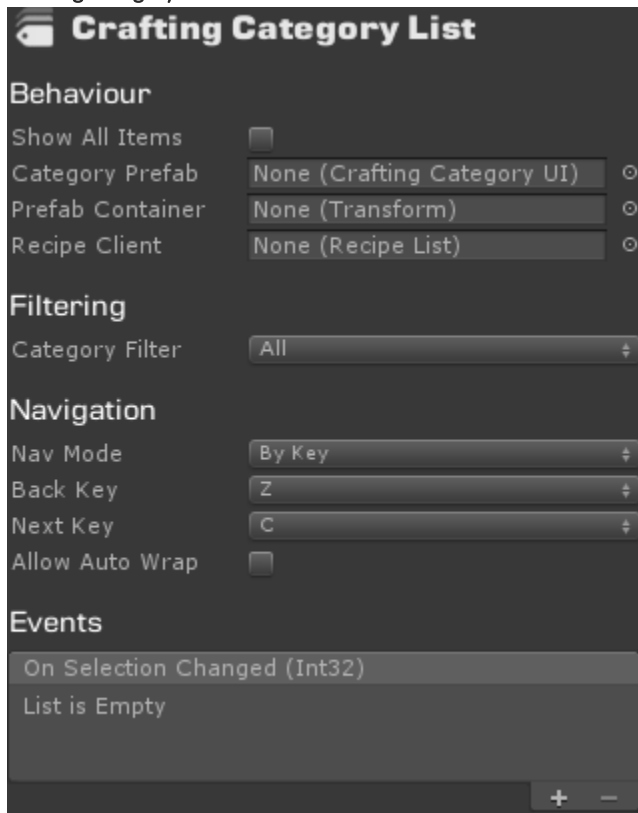 Crafting Category List
Behaviour
Show All Items
Category Prefab None (Crafting Category UI)
Prefab Container None (Transform)
Recipe Client None (Recipe List)
Filtering
Category Filter All
Navigation
Nav Mode By Key
Back Key Z
Next Key C
Allow Auto Wrap
Events
On Selection Changed (Int32)
List is Empty
+ −